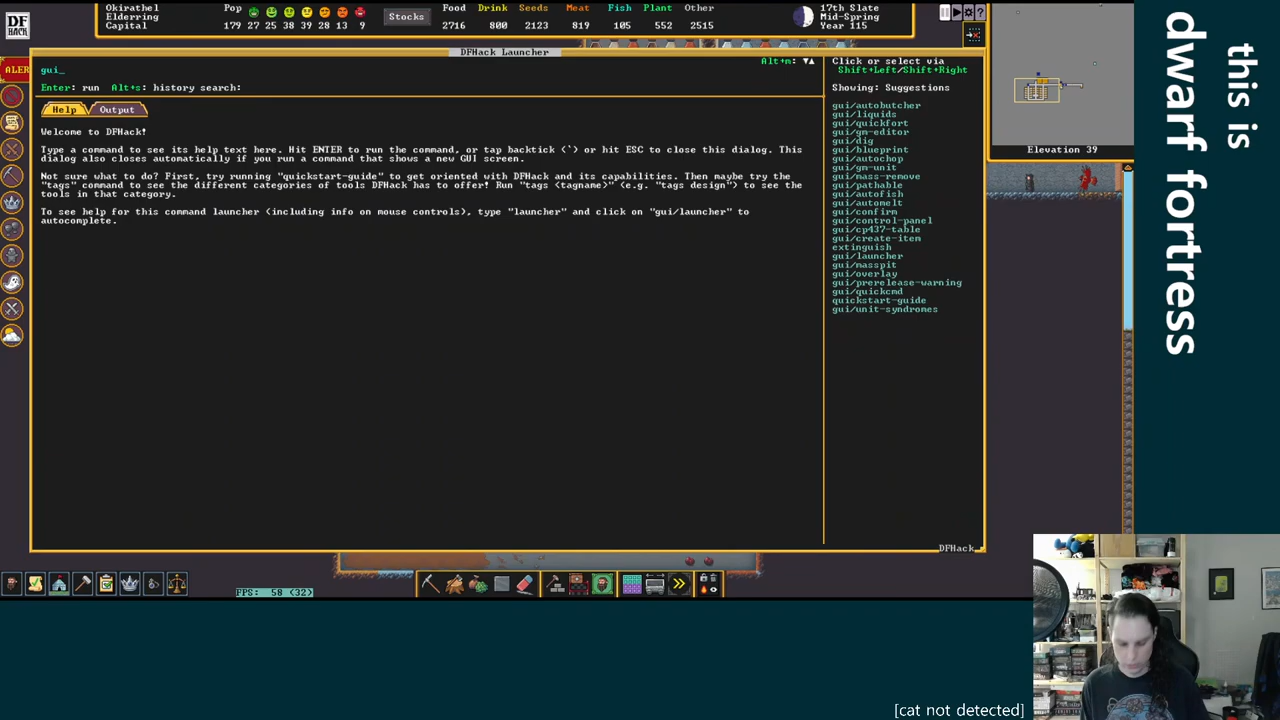 DF
HACK
Okirathel
Elderring
Capital
Pop
179 27 25 38 39 28 13 9
Stocks
Food Drink Seeds Meat Fish Plant Other
2716 800 2123 819 105 552 2515
17th Slate
Mid-Spring
Year 115
ALER
DFHack Launcher
Alt+m:
gui_
Enter: run Alt+s: history search:
Help
Output
Welcome to DFHack!
Type a command to see its help text here. Hit ENTER to run the command, or tap backtick (`) or hit ESC to close this dialog. This
dialog also closes automatically if you run a command that shows a new GUI screen.
Not sure what to do? First, try running "quickstart-guide" to get oriented with DFHack and its capabilities. Then maybe try the
"tags" command to see the different categories of tools DFHack has to offer! Run "tags <tagname>" (e.g. "tags design") to see the
tools in that category.
To see help for this command launcher (including info on mouse controls), type "launcher" and click on "gui/launcher" to
autocomplete.
Click or select via
Shift+Left/Shift+Right
Showing: Suggestions
gui/autobutcher
gui/liquids
gui/quickfort
gui/gm-editor
gui/dig
gui/blueprint
gui/autochop
gui/gm-unit
gui/mass-remove
gui/pathable
gui/autofish
gui/automelt
gui/confirm
gui/control-panel
gui/cp437-table
gui/create-item
extinguish
gui/launcher
gui/masspit
gui/overlay
gui/prerelease-warning
gui/quickcmd
quickstart-guide
gui/unit-syndromes
DFHack
Elevation 39
FPS: 58 (32)
this is
dwarf fortress
[cat not detected]